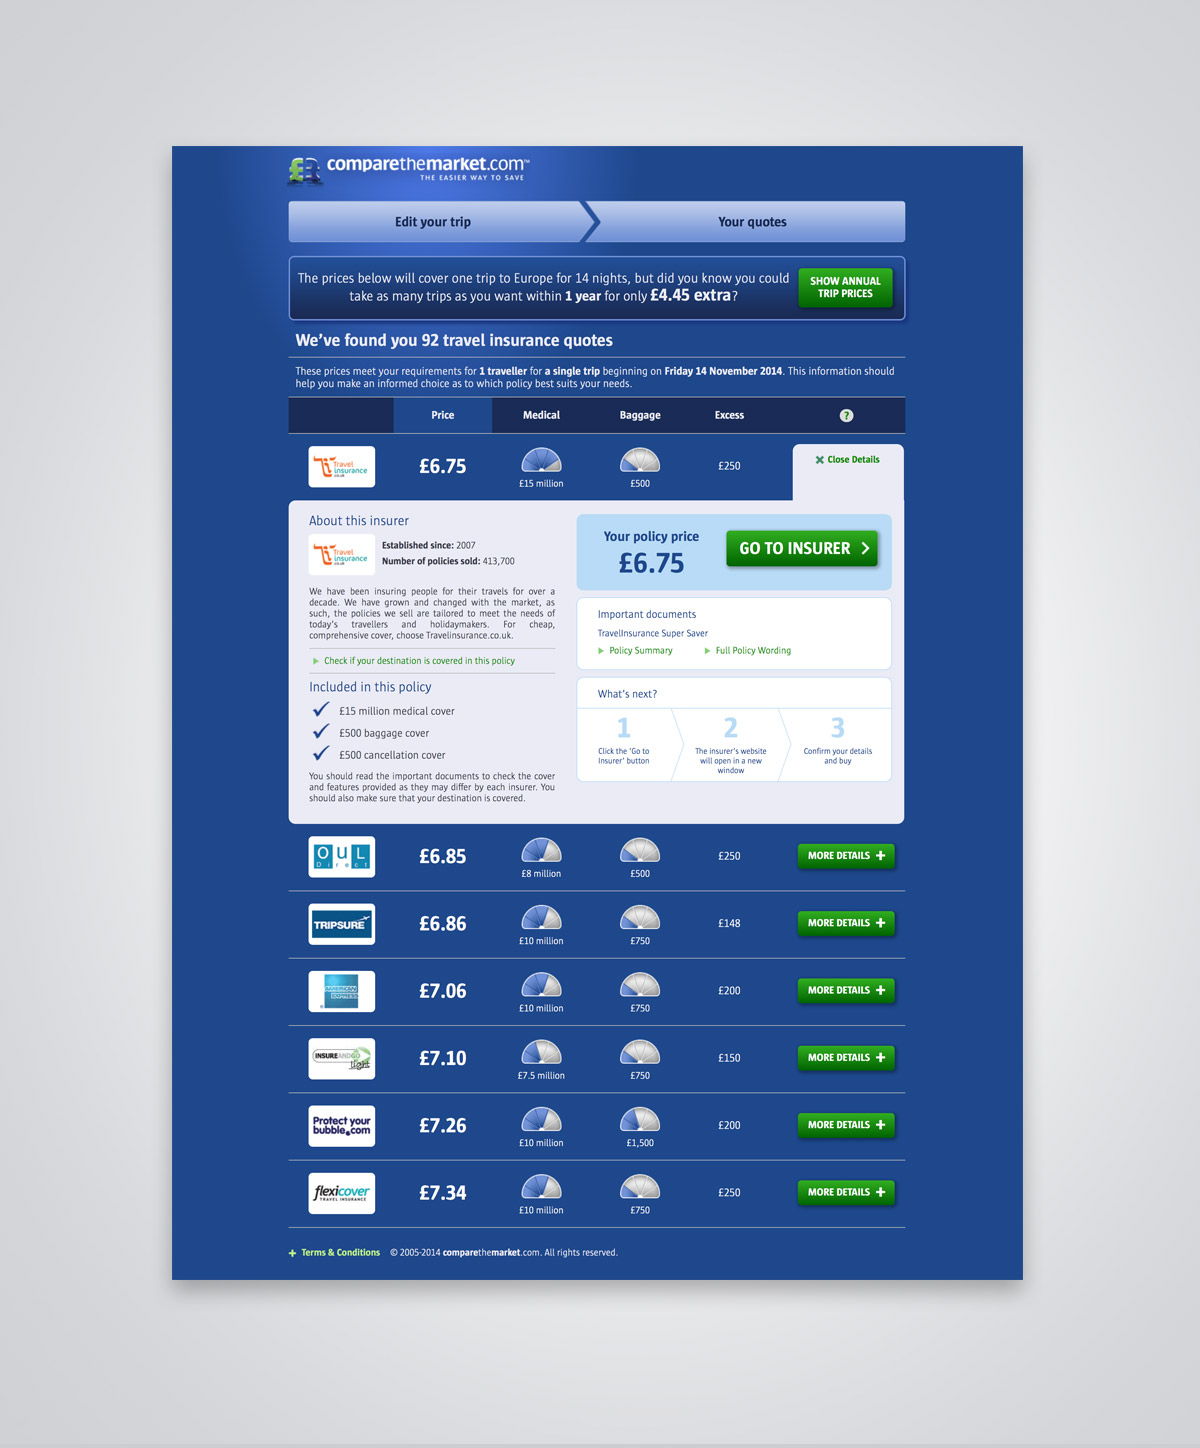 comparethemarket.com™
THE EASIER WAY TO SAVE
Edit your trip
Your quotes
The prices below will cover one trip to Europe for 14 nights, but did you know you could
take as many trips as you want within 1 year for only £4.45 extra?
SHOW ANNUAL
TRIP PRICES
We've found you 92 travel insurance quotes
These prices meet your requirements for 1 traveller for a single trip beginning on Friday 14 November 2014. This information should
help you make an informed choice as to which policy best suits your needs.
Price Medical Baggage Excess ?
Travel
Insurance
.co.uk
£6.75
£15 million
£500
£250
Close Details
About this insurer
Travel
Insurance
.co.uk
Established since: 2007
Number of policies sold: 413,700
We have been insuring people for their travels for over a
decade. We have grown and changed with the market, as
such, the policies we sell are tailored to meet the needs of
today's travellers and holidaymakers. For cheap,
comprehensive cover, choose Travelinsurance.co.uk.
Check if your destination is covered in this policy
Included in this policy
£15 million medical cover
£500 baggage cover
£500 cancellation cover
You should read the important documents to check the cover
and features provided as they may differ by each insurer. You
should also make sure that your destination is covered.
Your policy price
£6.75
GO TO INSURER
Important documents
TravelInsurance Super Saver
Policy Summary
Full Policy Wording
What's next?
1
Click the 'Go to
Insurer' button
2
The insurer's website
will open in a new
window
3
Confirm your details
and buy
OUL
Direct
£6.85
£8 million
£500
£250
MORE DETAILS +
TRIPSURE
£6.86
£10 million
£750
£148
MORE DETAILS +
AMERICAN
EXPRESS
£7.06
£10 million
£750
£200
MORE DETAILS +
INSUREANDGO
light
£7.10
£7.5 million
£750
£150
MORE DETAILS +
Protect your
bubble.com
£7.26
£10 million
£1,500
£200
MORE DETAILS +
flexicover
TRAVEL INSURANCE
£7.34
£10 million
£750
£250
MORE DETAILS +
+ Terms & Conditions © 2005-2014 comparethemarket.com. All rights reserved.